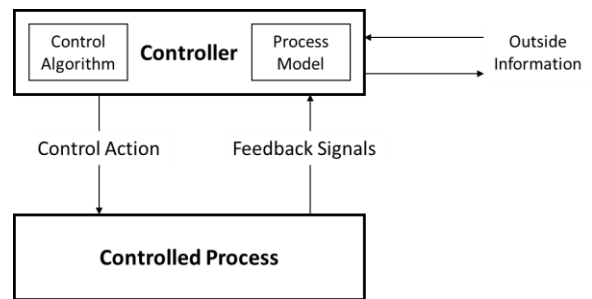 Control
Algorithm
Controller
Process
Model
Outside
Information
Control Action
Feedback Signals
Controlled Process